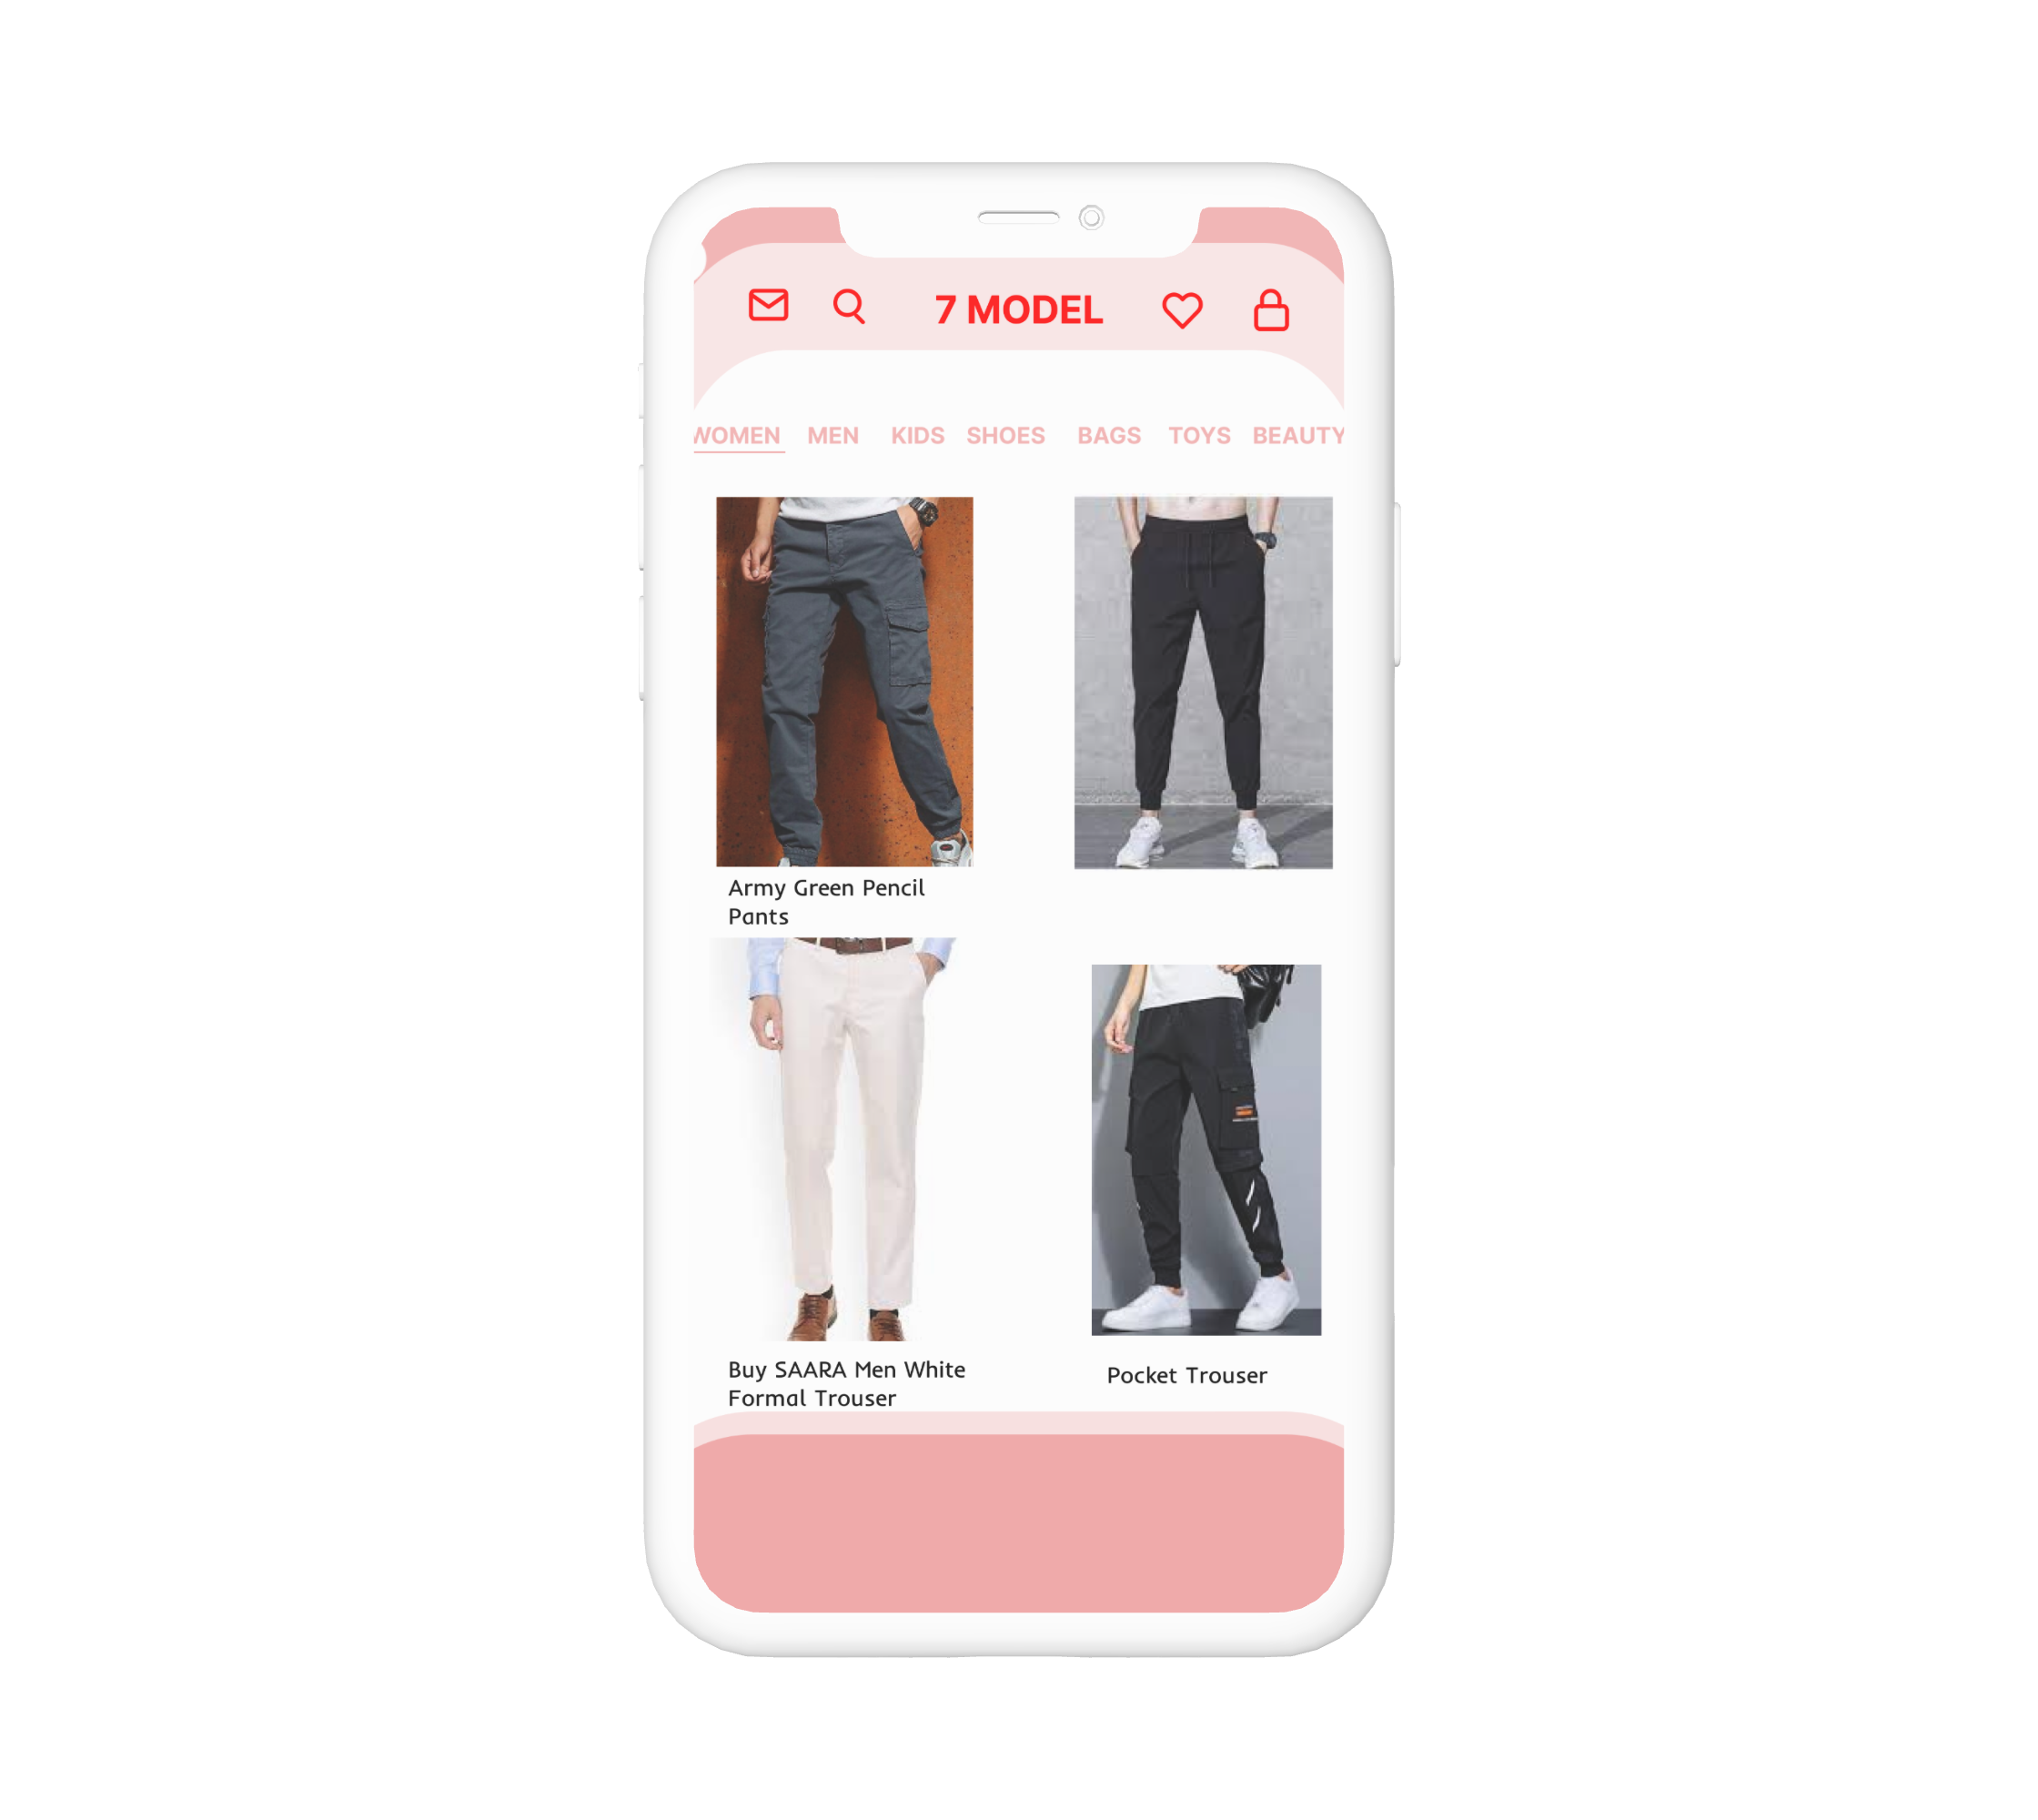 7 MODEL
WOMEN MEN KIDS SHOES BAGS TOYS BEAUTY
Army Green Pencil
Pants
Buy SAARA Men White
Formal Trouser
Pocket Trouser